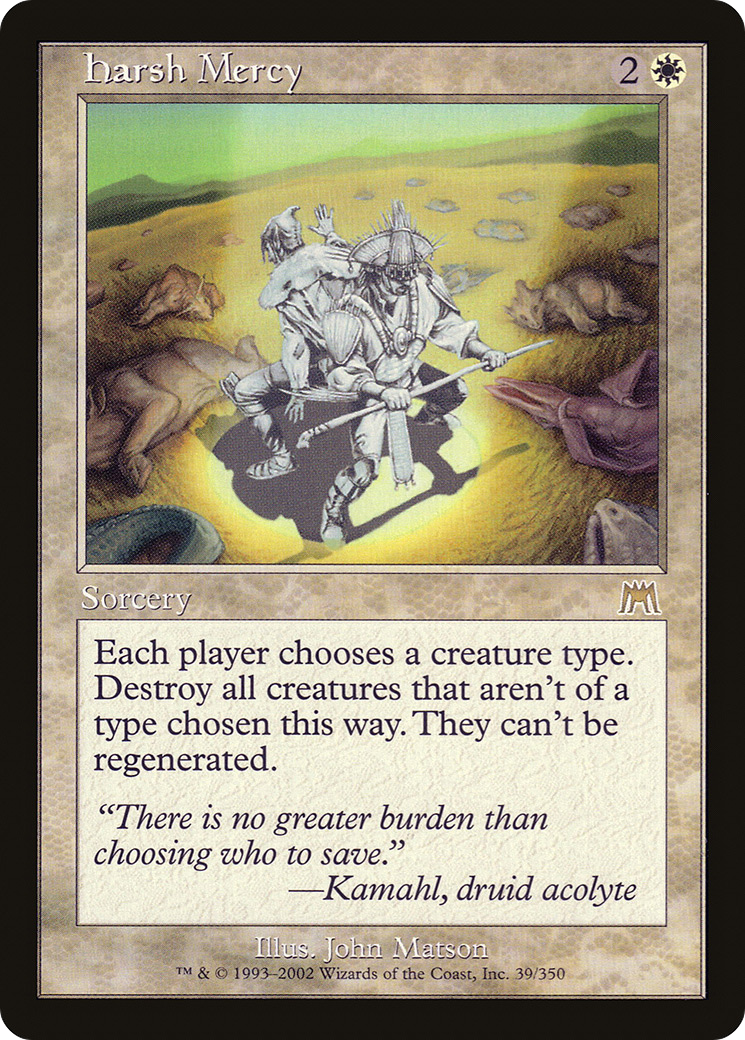 Harsh Mercy 2
Sorcery
Each player chooses a creature type.
Destroy all creatures that aren't of a
type chosen this way. They can't be
regenerated.
"There is no greater burden than
choosing who to save."
—Kamahl, druid acolyte
Illus. John Matson
™ & © 1993–2002 Wizards of the Coast, Inc. 39/350